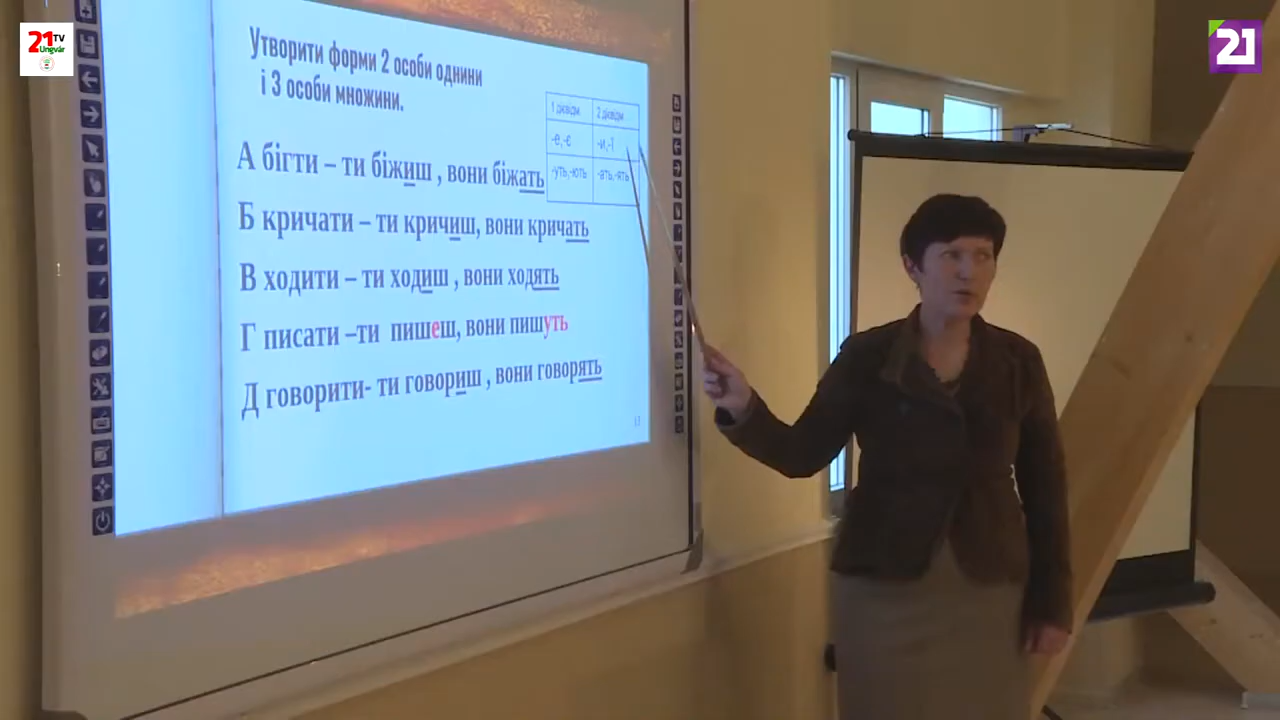 21 TV
Ungvár
21
Утворити форми 2 особи однини
і 3 особи множини.
1 дієвідм 2 дієвідм
-е,-є -и,-ї
-уть,-ють -ать,-ять
А бігти – ти біжиш , вони біжать
Б кричати – ти кричиш, вони кричать
В ходити – ти ходиш , вони ходять
Г писати –ти пишеш, вони пишуть
Д говорити- ти говориш , вони говорять